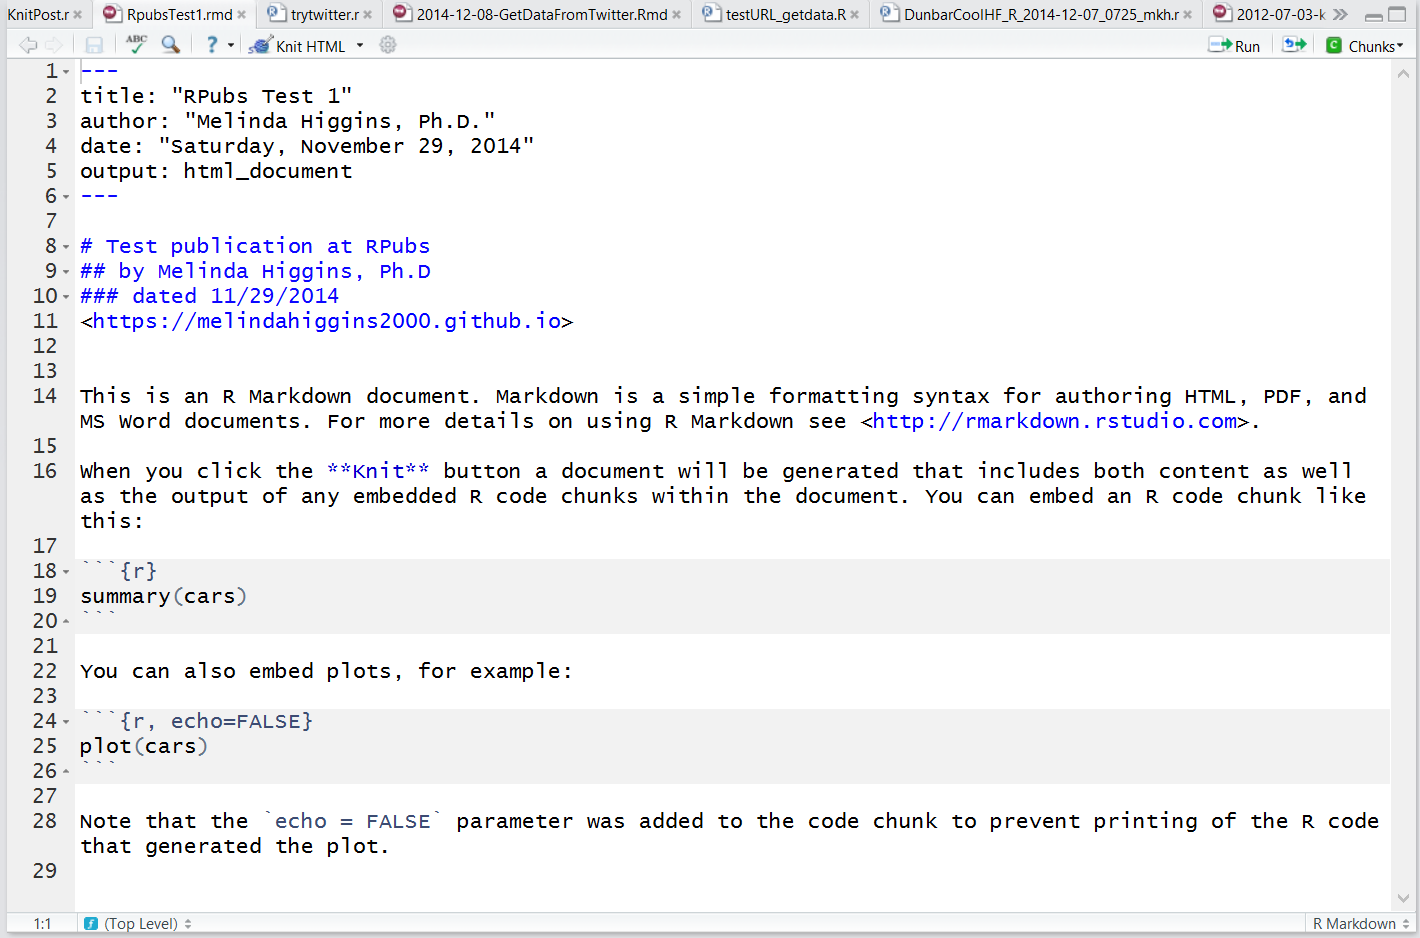 KnitPost.r RpubsTest1.rmd trytwitter.r 2014-12-08-GetDataFromTwitter.Rmd testURL_getdata.R DunbarCoolHF_R_2014-12-07_0725_mkh.r 2012-07-03-k
ABC ? Knit HTML Run C Chunks
1 ---
2 title: "RPubs Test 1"
3 author: "Melinda Higgins, Ph.D."
4 date: "Saturday, November 29, 2014"
5 output: html_document
6 ---
7
8 # Test publication at RPubs
9 ## by Melinda Higgins, Ph.D
10 ### dated 11/29/2014
11 <https://melindahiggins2000.github.io>
12
13
14 This is an R Markdown document. Markdown is a simple formatting syntax for authoring HTML, PDF, and
MS Word documents. For more details on using R Markdown see <http://rmarkdown.rstudio.com>.
15
16 When you click the **Knit** button a document will be generated that includes both content as well
as the output of any embedded R code chunks within the document. You can embed an R code chunk like
this:
17
18 ```{r}
19 summary(cars)
20 ```
21
22 You can also embed plots, for example:
23
24 ```{r, echo=FALSE}
25 plot(cars)
26 ```
27
28 Note that the `echo = FALSE` parameter was added to the code chunk to prevent printing of the R code
that generated the plot.
29
1:1 (Top Level) R Markdown